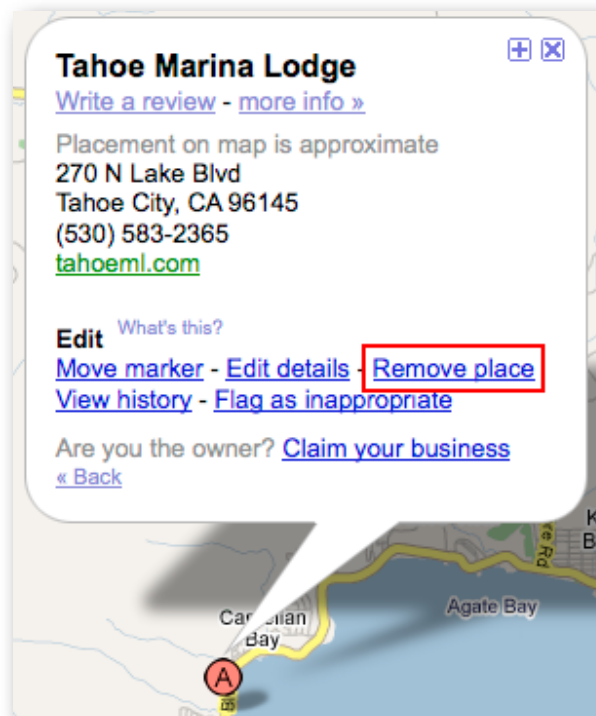 Tahoe Marina Lodge
Write a review - more info »
Placement on map is approximate
270 N Lake Blvd
Tahoe City, CA 96145
(530) 583-2365
tahoeml.com
Edit What's this?
Move marker - Edit details - Remove place
View history - Flag as inappropriate
Are you the owner? Claim your business
« Back
K
B
re Rd
Agate Bay
Bay
A